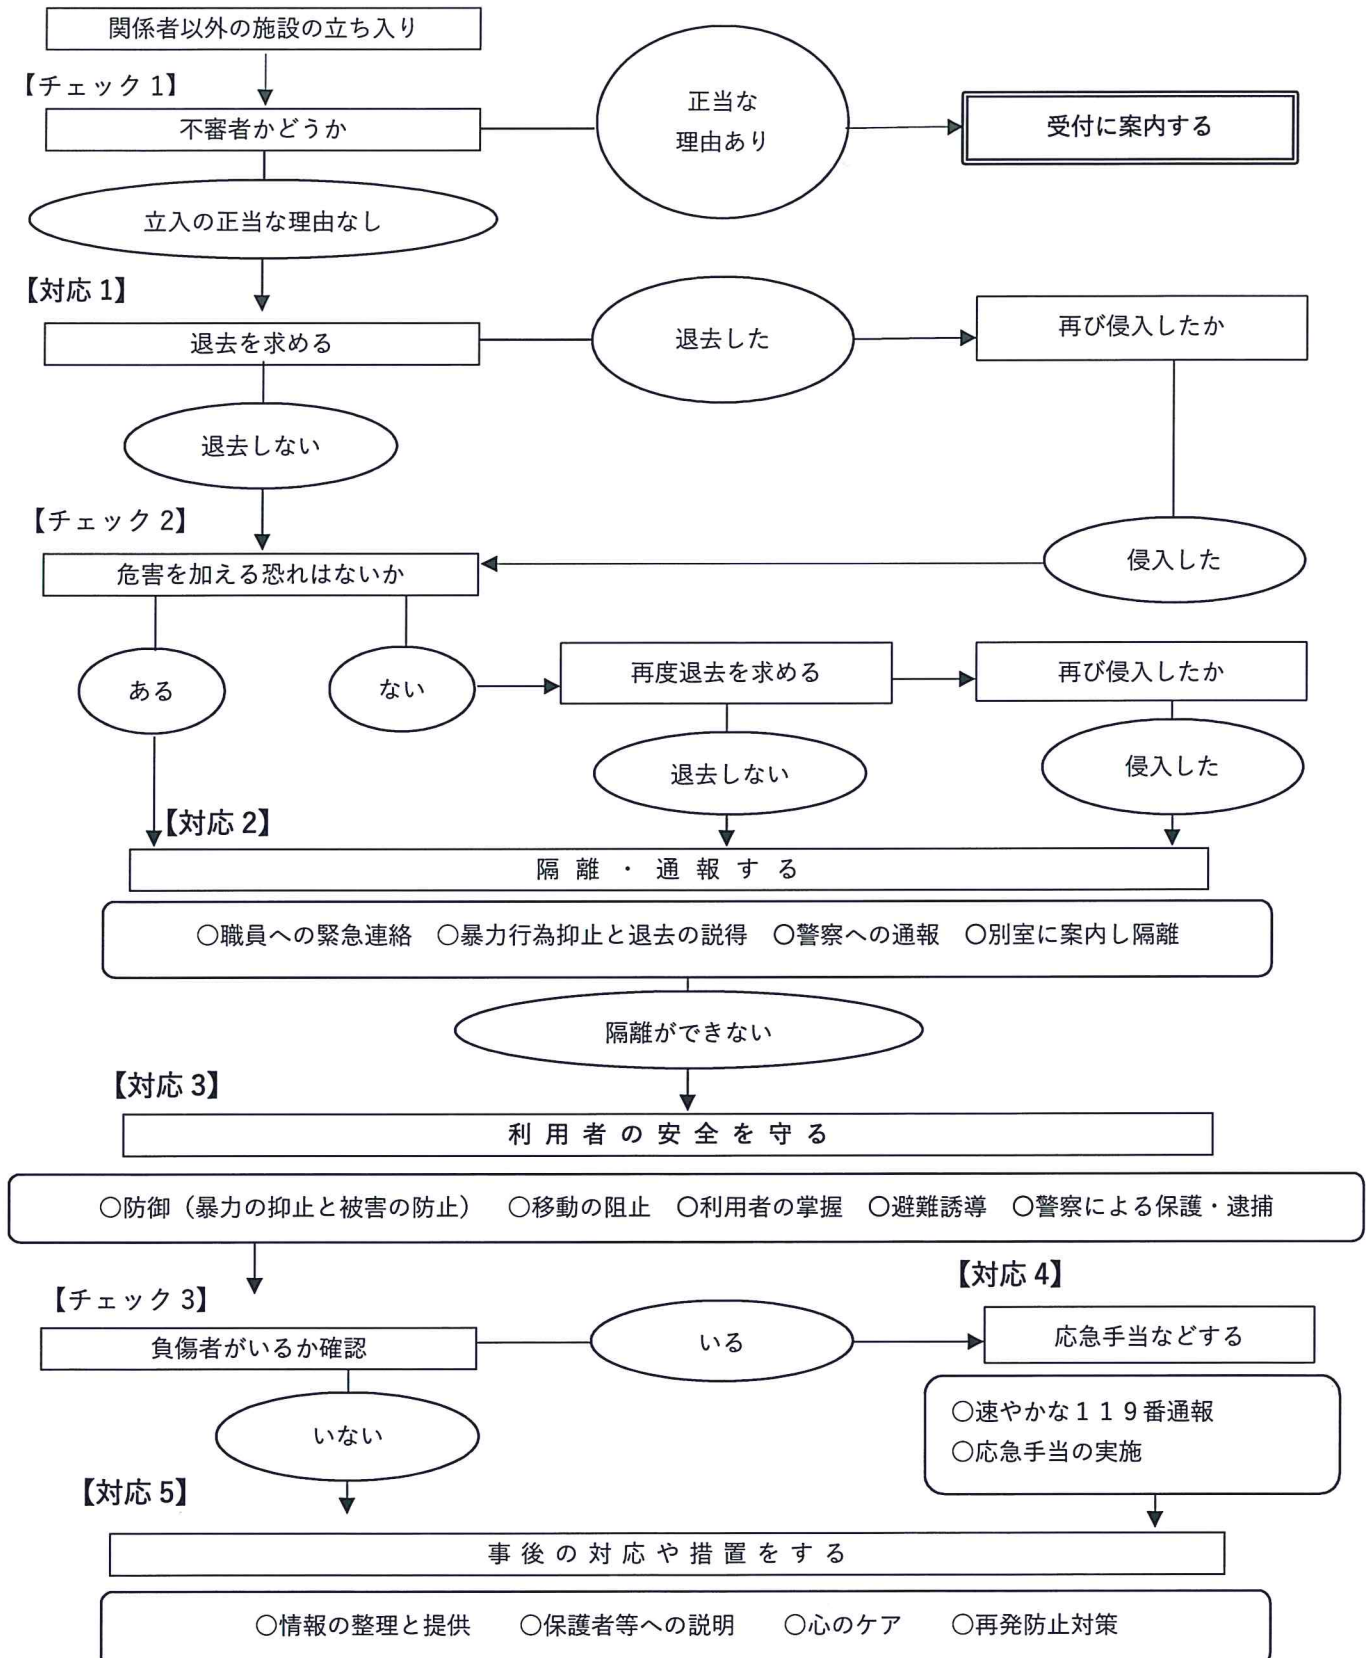 関係者以外の施設の立ち入り
【チェック 1】
不審者かどうか
正当な
理由あり
受付に案内する
立入の正当な理由なし
【対応 1】
退去を求める
退去した
再び侵入したか
退去しない
【チェック 2】
危害を加える恐れはないか
侵入した
ある
ない
再度退去を求める
再び侵入したか
退去しない
侵入した
【対応 2】
隔 離 ・ 通 報 す る
〇職員への緊急連絡 〇暴力行為抑止と退去の説得 〇警察への通報 〇別室に案内し隔離
隔離ができない
【対応 3】
利 用 者 の 安 全 を 守 る
〇防御（暴力の抑止と被害の防止） 〇移動の阻止 〇利用者の掌握 〇避難誘導 〇警察による保護・逮捕
【チェック 3】
負傷者がいるか確認
いる
【対応 4】
応急手当などする
〇速やかな１１９番通報
〇応急手当の実施
いない
【対応 5】
事 後 の 対 応 や 措 置 を す る
〇情報の整理と提供 〇保護者等への説明 〇心のケア 〇再発防止対策